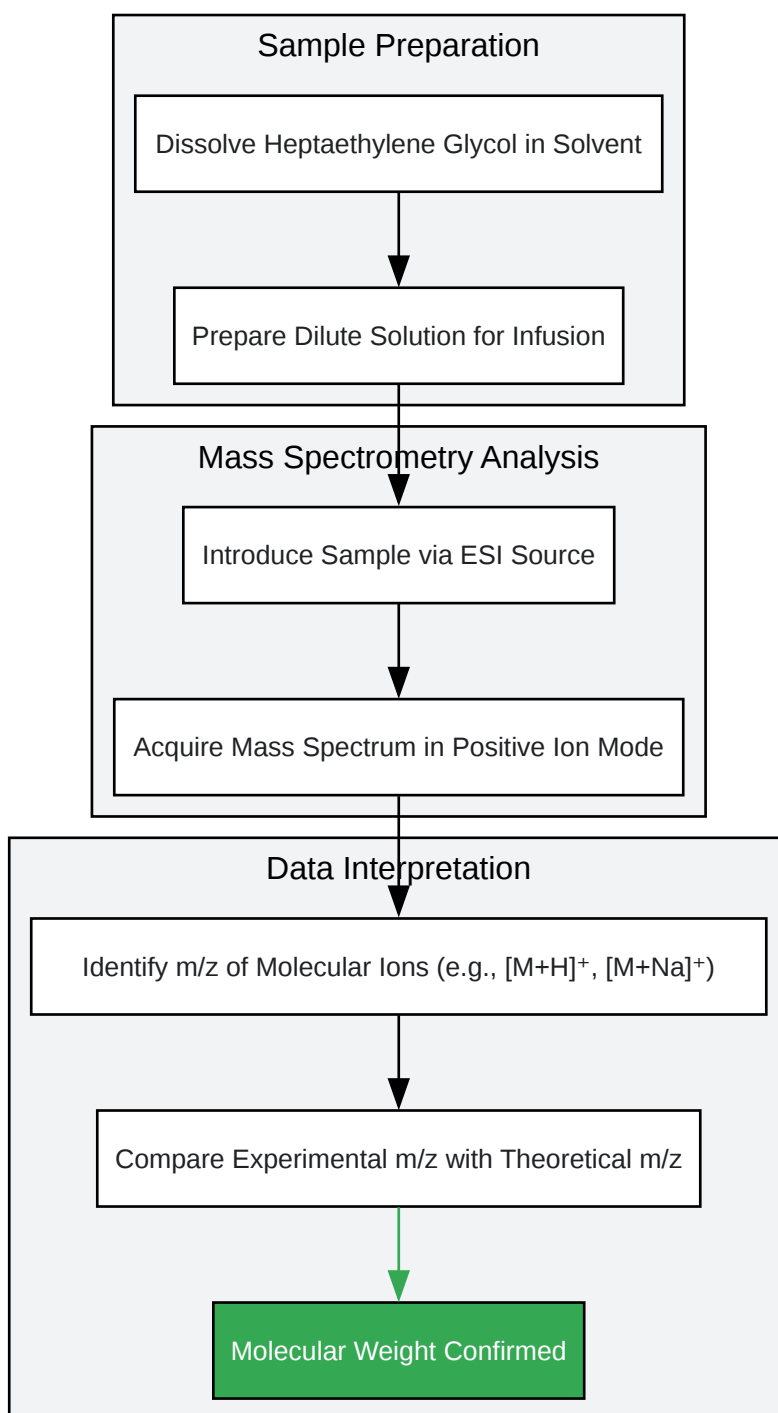 Sample Preparation
Dissolve Heptaethylene Glycol in Solvent
Prepare Dilute Solution for Infusion
Mass Spectrometry Analysis
Introduce Sample via ESI Source
Acquire Mass Spectrum in Positive Ion Mode
Data Interpretation
Identify m/z of Molecular Ions (e.g., [M+H]⁺, [M+Na]⁺)
Compare Experimental m/z with Theoretical m/z
Molecular Weight Confirmed